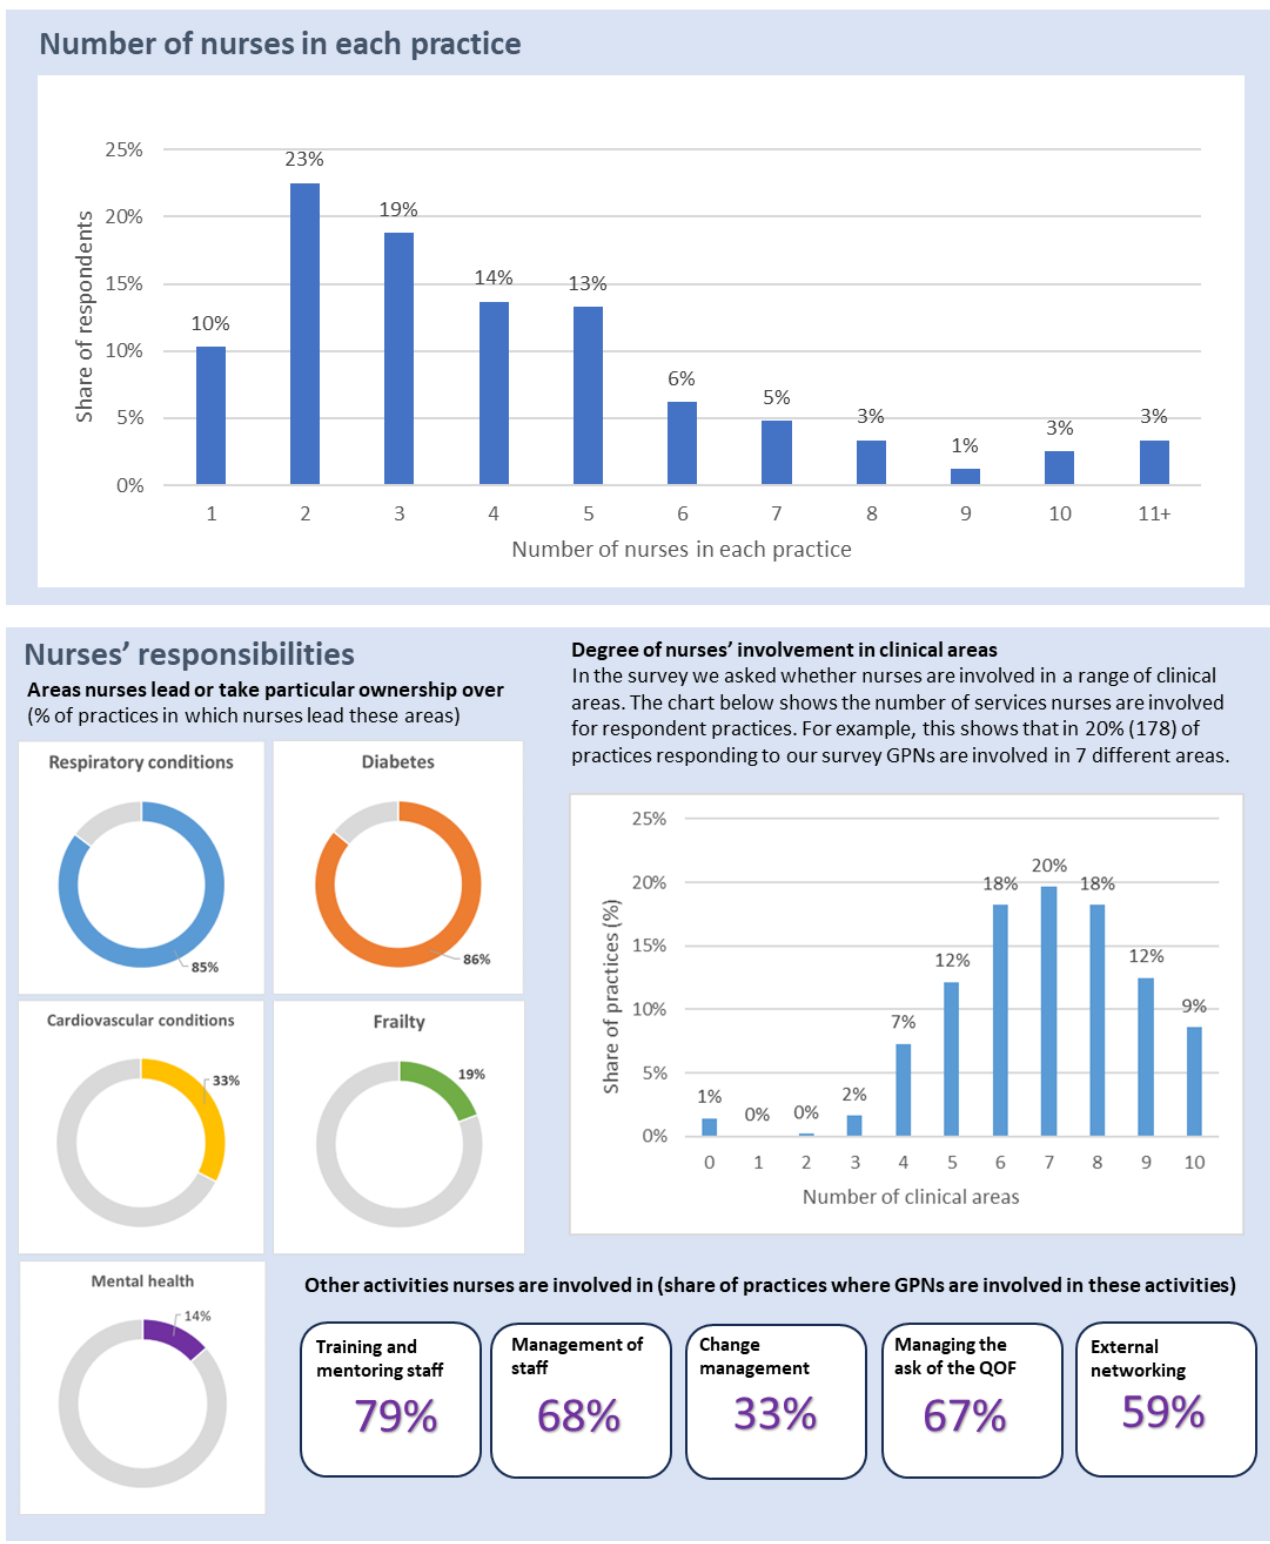 Number of nurses in each practice
25%
20%
15%
10%
5%
0%
Share of respondents
10%
23%
19%
14%
13%
6%
5%
3%
1%
3%
3%
1 2 3 4 5 6 7 8 9 10 11+
Number of nurses in each practice
Nurses’ responsibilities
Areas nurses lead or take particular ownership over
(% of practices in which nurses lead these areas)
Respiratory conditions
85%
Diabetes
86%
Cardiovascular conditions
33%
Frailty
19%
Mental health
14%
Degree of nurses’ involvement in clinical areas
In the survey we asked whether nurses are involved in a range of clinical
areas. The chart below shows the number of services nurses are involved
for respondent practices. For example, this shows that in 20% (178) of
practices responding to our survey GPNs are involved in 7 different areas.
25%
20%
15%
10%
5%
0%
Share of practices (%)
1%
0%
0%
2%
7%
12%
18%
20%
18%
12%
9%
0 1 2 3 4 5 6 7 8 9 10
Number of clinical areas
Other activities nurses are involved in (share of practices where GPNs are involved in these activities)
Training and
mentoring staff
79%
Management of
staff
68%
Change
management
33%
Managing the
ask of the QOF
67%
External
networking
59%